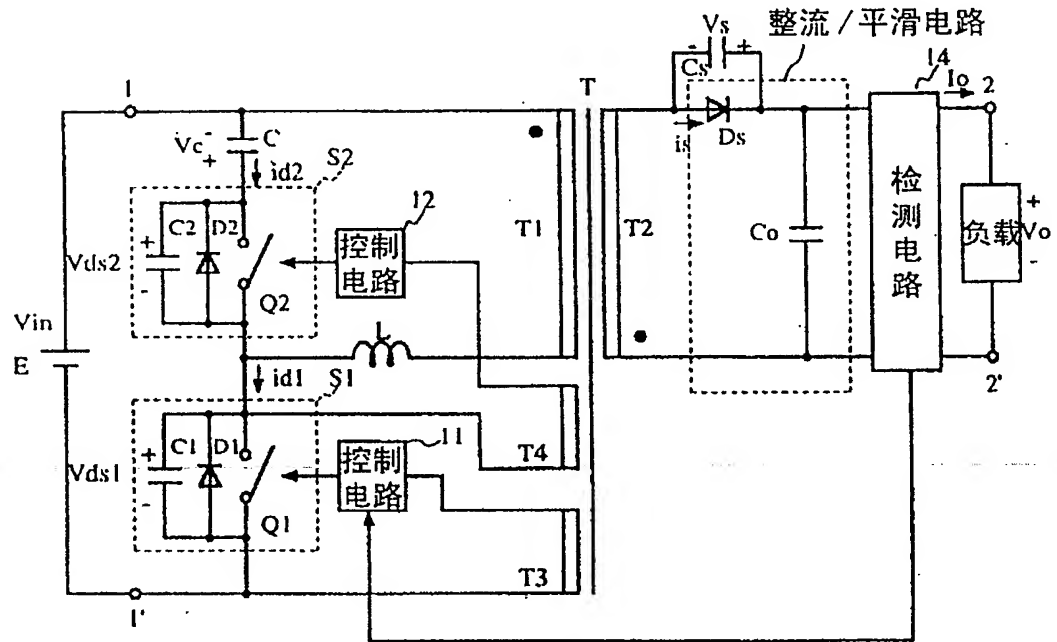 整流/平滑电路
Vs
- +
Cs
14
Io
2
1
T
Vc
-
+
C
is
Ds
id2
S2
12
检测电路
C2
D2
控制电路
T1
T2
Co
负载
+
Vo
-
+
Vds2
-
Q2
Vin
E
L
id1
S1
2'
11
C1
D1
控制电路
T4
+
Vds1
-
Q1
T3
1'